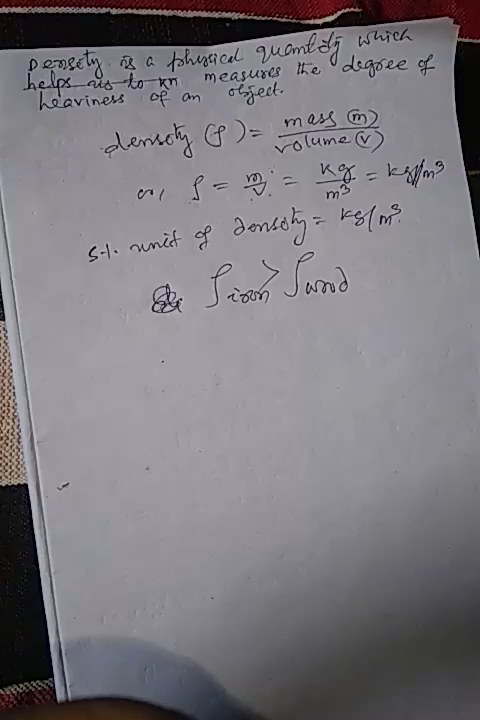 Density is a physical quantity which
helps us to kn measures the degree of
heaviness of an object.
density (ρ) = mass (m) / volume (v)
or, ρ = m/v = kg/m³ = kg/m³
S.I. unit of density = kg/m³.
ρiron > ρwood